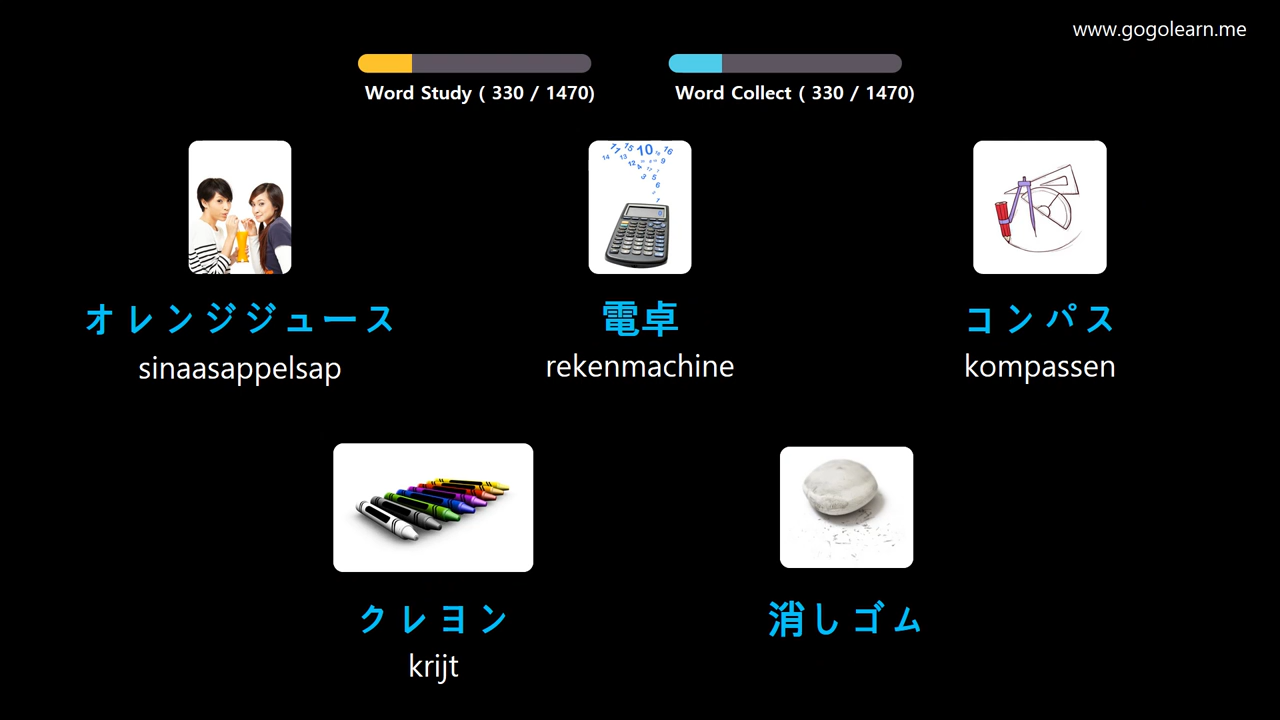 www.gogolearn.me
Word Study ( 330 / 1470)
Word Collect ( 330 / 1470)
オレンジジュース
sinaasappelsap
電卓
rekenmachine
コンパス
kompassen
クレヨン
krijt
消しゴム